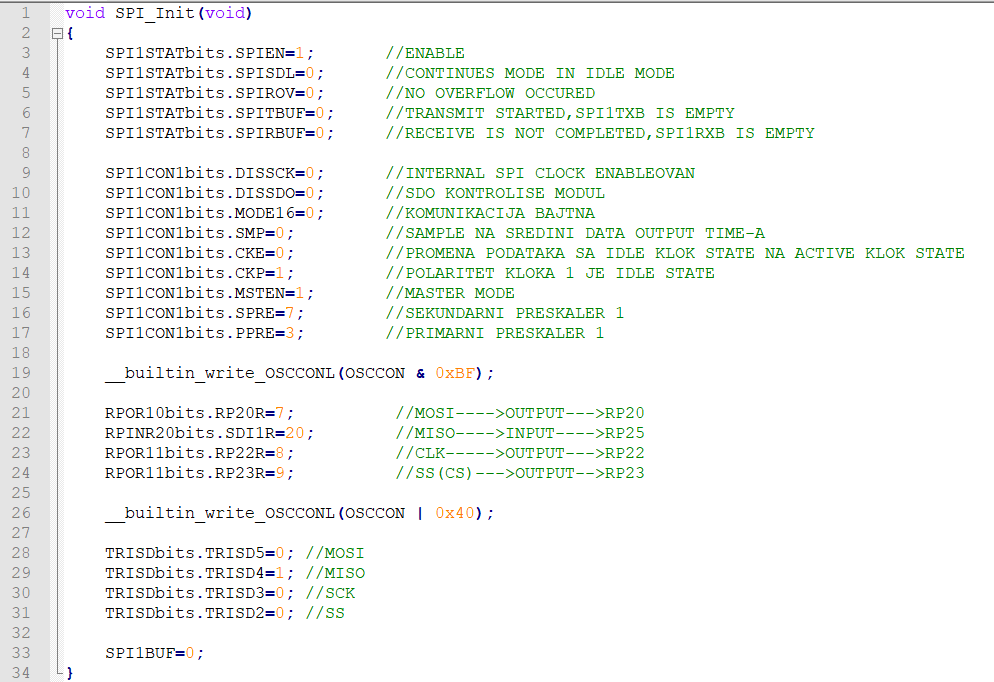 1 void SPI_Init(void)
2 {
3 SPI1STATbits.SPIEN=1; //ENABLE
4 SPI1STATbits.SPISDL=0; //CONTINUES MODE IN IDLE MODE
5 SPI1STATbits.SPIROV=0; //NO OVERFLOW OCCURED
6 SPI1STATbits.SPITBUF=0; //TRANSMIT STARTED,SPI1TXB IS EMPTY
7 SPI1STATbits.SPIRBUF=0; //RECEIVE IS NOT COMPLETED,SPI1RXB IS EMPTY
8
9 SPI1CON1bits.DISSCK=0; //INTERNAL SPI CLOCK ENABLEOVAN
10 SPI1CON1bits.DISSDO=0; //SDO KONTROLISE MODUL
11 SPI1CON1bits.MODE16=0; //KOMUNIKACIJA BAJTNA
12 SPI1CON1bits.SMP=0; //SAMPLE NA SREDINI DATA OUTPUT TIME-A
13 SPI1CON1bits.CKE=0; //PROMENA PODATAKA SA IDLE KLOK STATE NA ACTIVE KLOK STATE
14 SPI1CON1bits.CKP=1; //POLARITET KLOKA 1 JE IDLE STATE
15 SPI1CON1bits.MSTEN=1; //MASTER MODE
16 SPI1CON1bits.SPRE=7; //SEKUNDARNI PRESKALER 1
17 SPI1CON1bits.PPRE=3; //PRIMARNI PRESKALER 1
18
19 __builtin_write_OSCCONL(OSCCON & 0xBF);
20
21 RPOR10bits.RP20R=7; //MOSI---->OUTPUT--->RP20
22 RPINR20bits.SDI1R=20; //MISO---->INPUT---->RP25
23 RPOR11bits.RP22R=8; //CLK----->OUTPUT--->RP22
24 RPOR11bits.RP23R=9; //SS(CS)--->OUTPUT-->RP23
25
26 __builtin_write_OSCCONL(OSCCON | 0x40);
27
28 TRISDbits.TRISD5=0; //MOSI
29 TRISDbits.TRISD4=1; //MISO
30 TRISDbits.TRISD3=0; //SCK
31 TRISDbits.TRISD2=0; //SS
32
33 SPI1BUF=0;
34 }